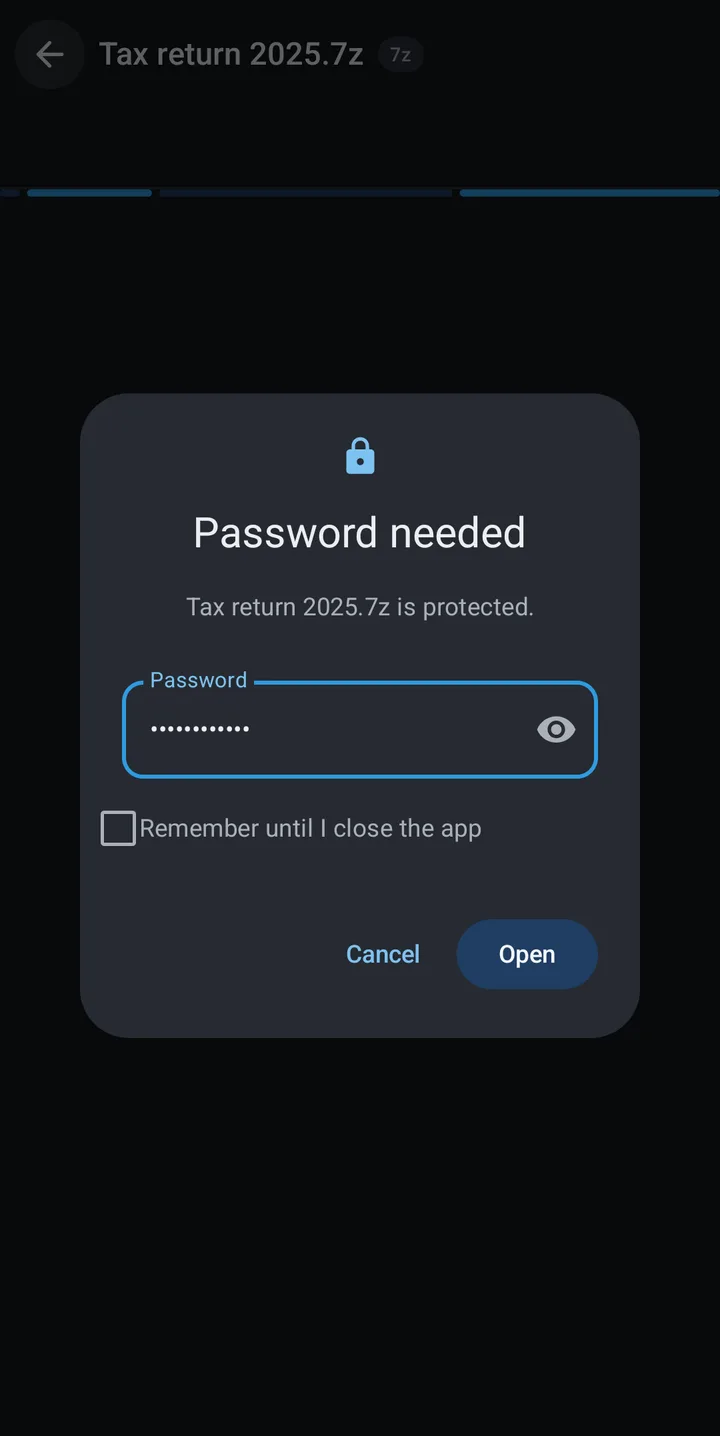 Tax return 2025.7z 7z
Password needed
Tax return 2025.7z is protected.
Password
••••••••••••
Remember until I close the app
Cancel Open